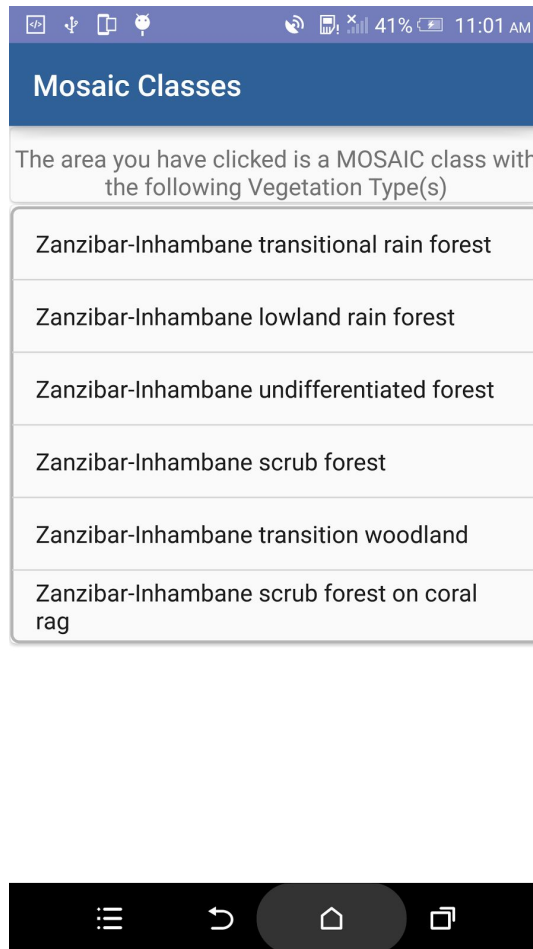 41% 11:01 AM
Mosaic Classes
The area you have clicked is a MOSAIC class with
the following Vegetation Type(s)
Zanzibar-Inhambane transitional rain forest
Zanzibar-Inhambane lowland rain forest
Zanzibar-Inhambane undifferentiated forest
Zanzibar-Inhambane scrub forest
Zanzibar-Inhambane transition woodland
Zanzibar-Inhambane scrub forest on coral
rag